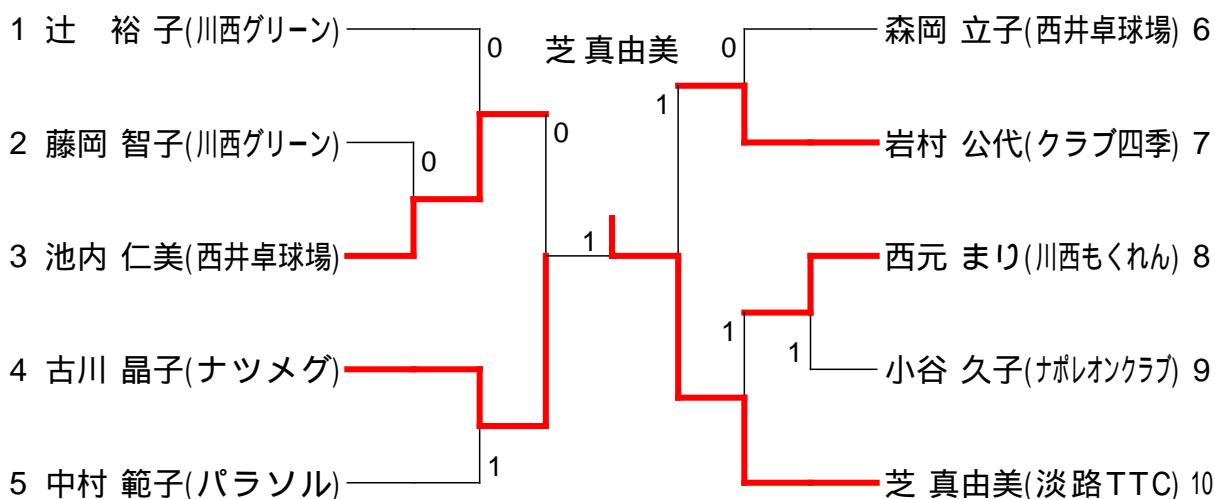 1 辻 裕子(川西グリーン)
0
2 藤岡 智子(川西グリーン)
0
0
3 池内 仁美(西井卓球場)
1
4 古川 晶子(ナツメグ)
5 中村 範子(パラソル)
1
芝 真由美
森岡 立子(西井卓球場) 6
0
1
岩村 公代(クラブ四季) 7
西元 まり(川西もくれん) 8
1
1
小谷 久子(ナポレオンクラブ) 9
芝 真由美(淡路TTC) 10